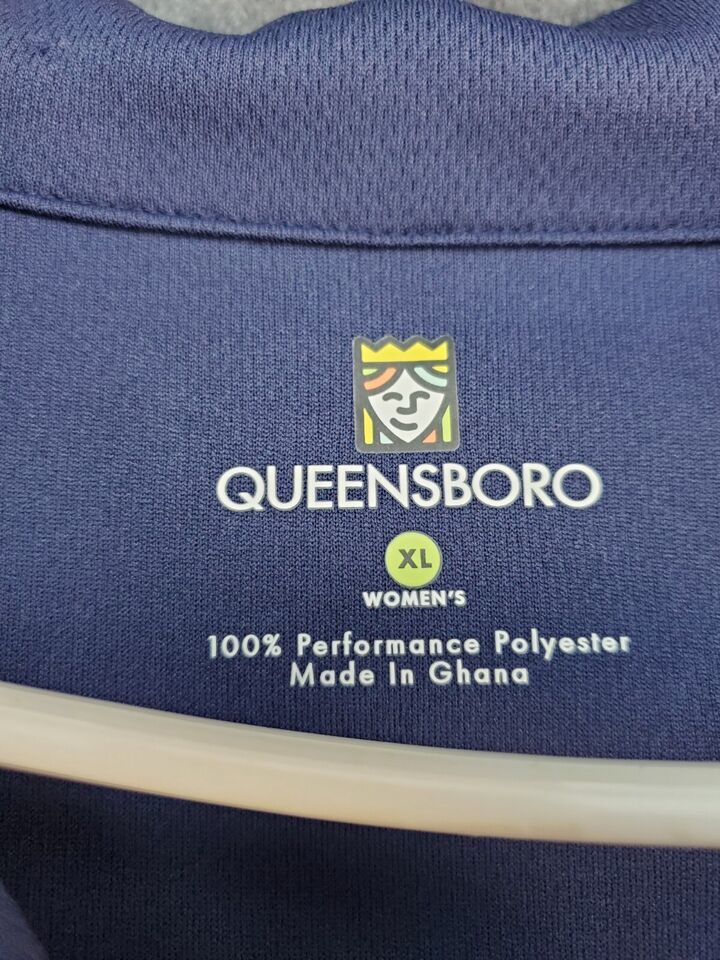 QUEENSBORO
XL
WOMEN'S
100% Performance Polyester
Made In Ghana